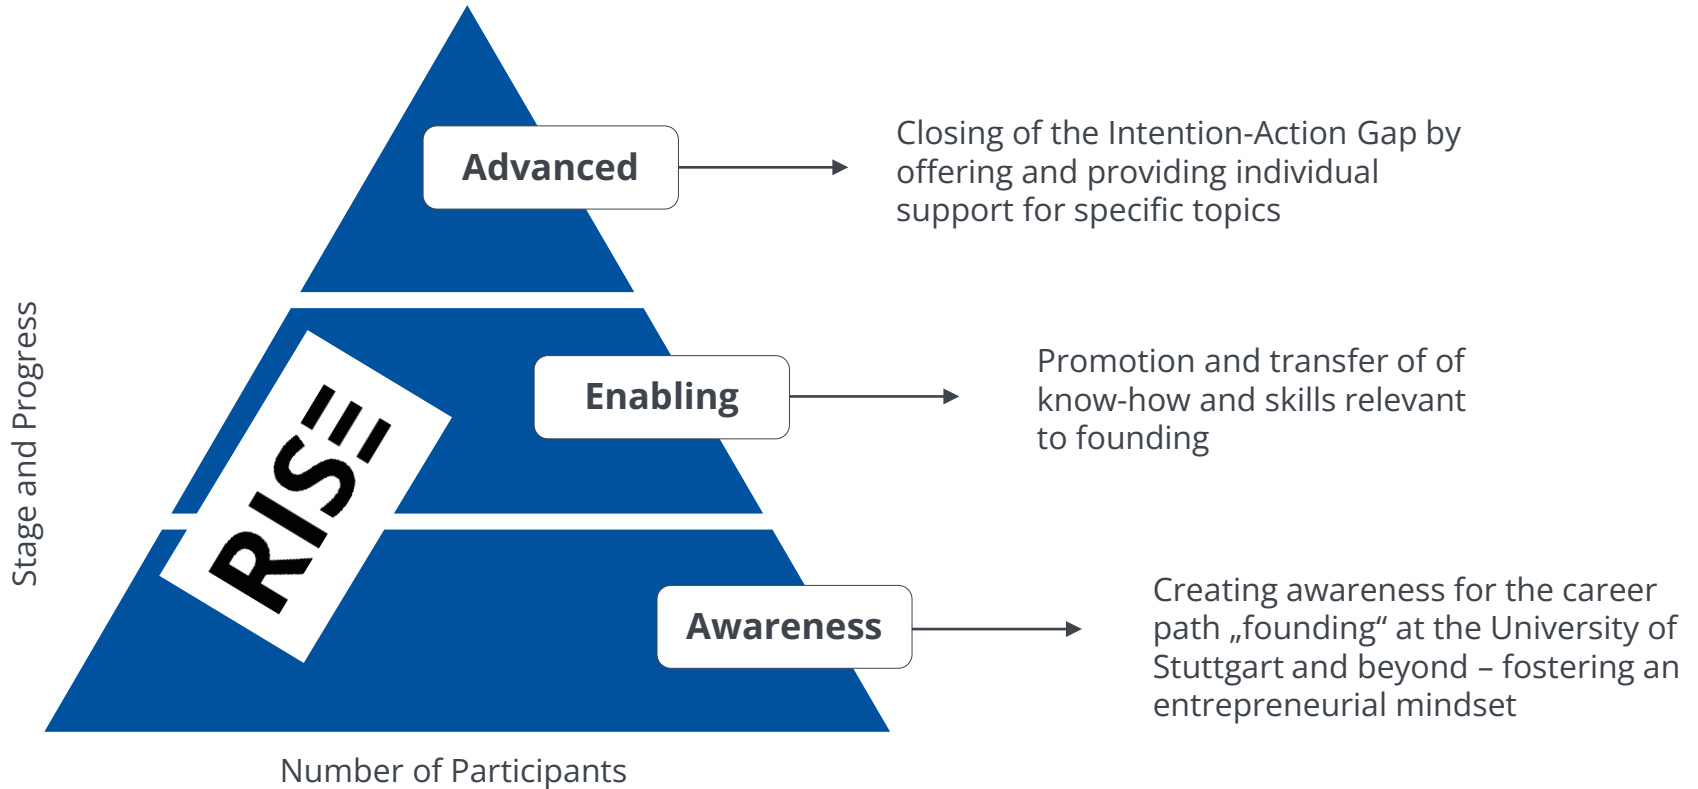 Advanced
Closing of the Intention-Action Gap by
offering and providing individual
support for specific topics
Stage and Progress
RISE
Enabling
Promotion and transfer of of
know-how and skills relevant
to founding
Awareness
Creating awareness for the career
path „founding“ at the University of
Stuttgart and beyond – fostering an
entrepreneurial mindset
Number of Participants